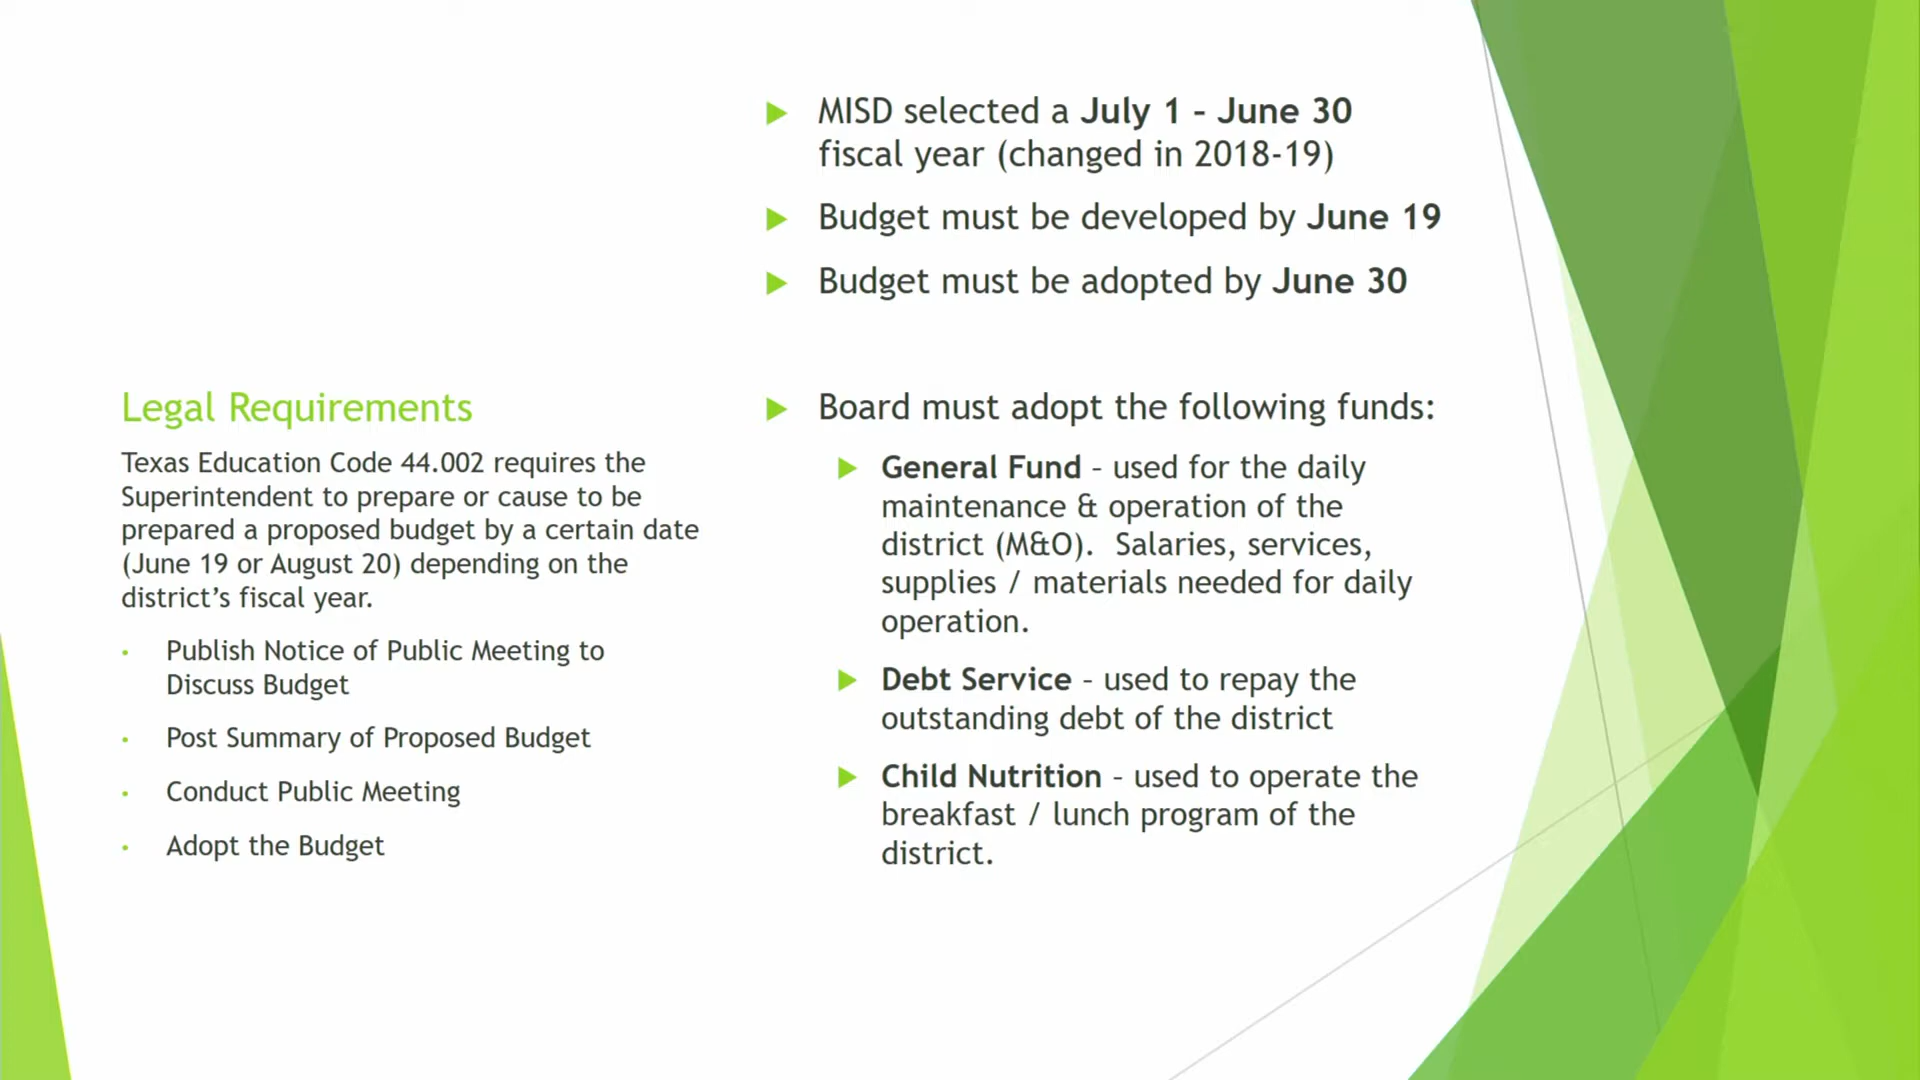 Legal Requirements
Texas Education Code 44.002 requires the
Superintendent to prepare or cause to be
prepared a proposed budget by a certain date
(June 19 or August 20) depending on the
district’s fiscal year.
• Publish Notice of Public Meeting to
Discuss Budget
• Post Summary of Proposed Budget
• Conduct Public Meeting
• Adopt the Budget
MISD selected a July 1 – June 30
fiscal year (changed in 2018-19)
Budget must be developed by June 19
Budget must be adopted by June 30
Board must adopt the following funds:
General Fund – used for the daily
maintenance & operation of the
district (M&O).  Salaries, services,
supplies / materials needed for daily
operation.
Debt Service – used to repay the
outstanding debt of the district
Child Nutrition – used to operate the
breakfast / lunch program of the
district.